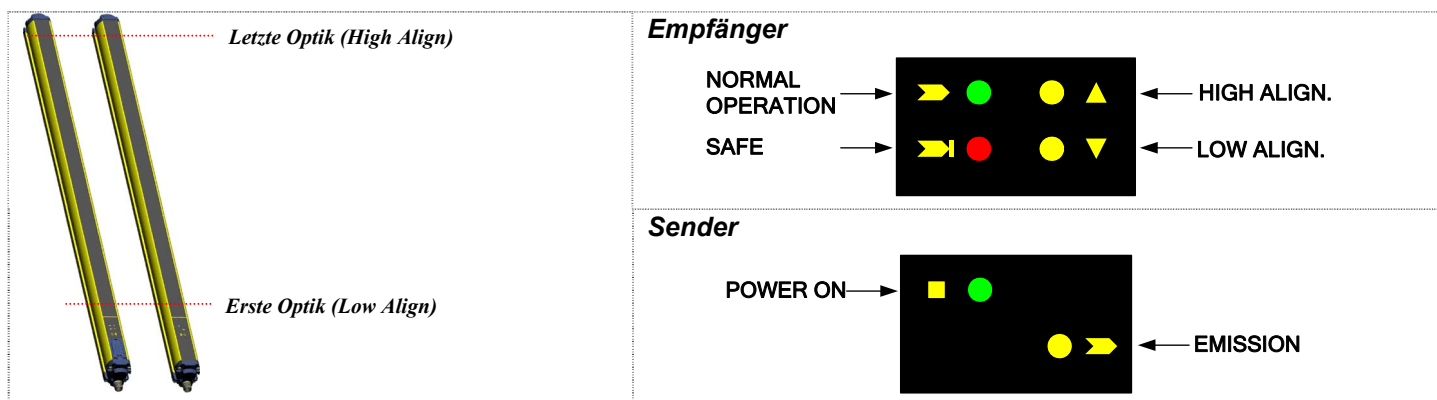 Letzte Optik (High Align)
Erste Optik (Low Align)
Empfänger
NORMAL
OPERATION
HIGH ALIGN.
SAFE
LOW ALIGN.
Sender
POWER ON
EMISSION